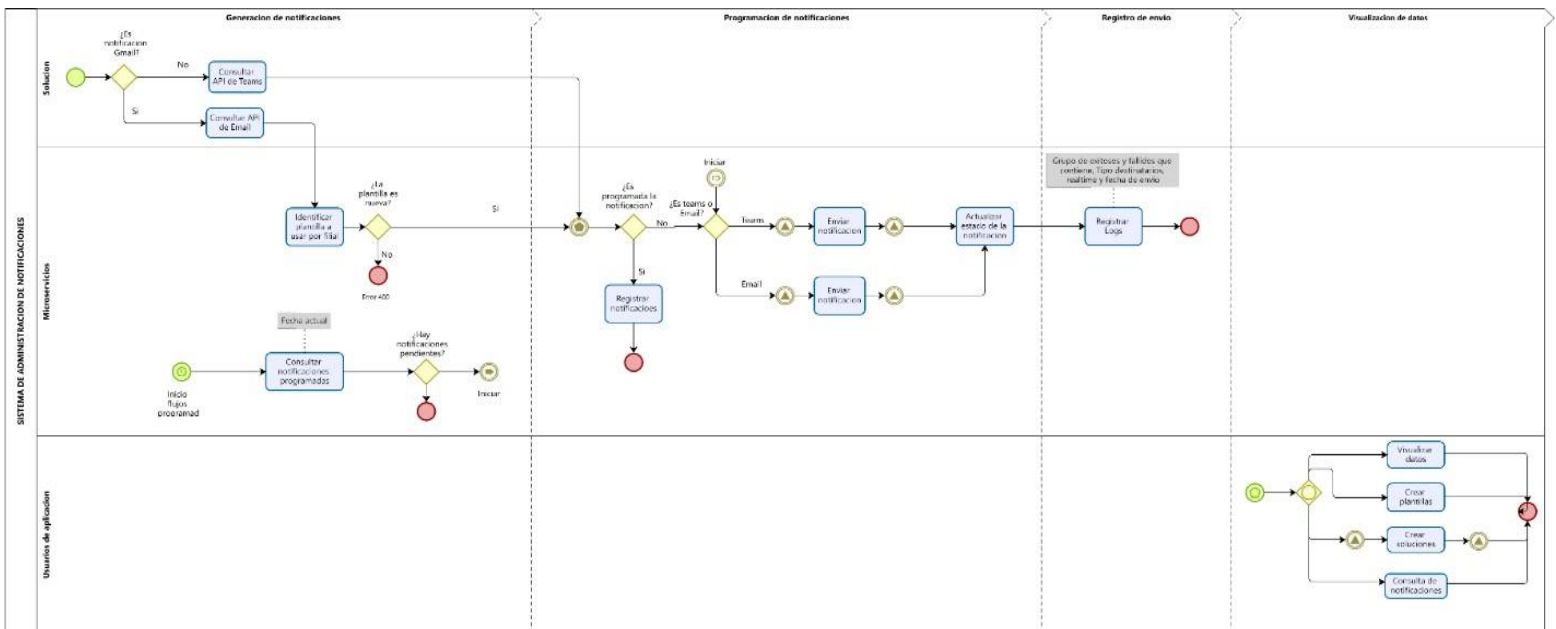 Generacion de notificaciones
Programacion de notificaciones
Registro de envio
Visualizacion de datos
SISTEMA DE ADMINISTRACION DE NOTIFICACIONES
Solucion
¿Es
notificacion
Gmail?
No
Consultar
API de Teams
Si
Consultar API
de Email
Microservicios
Identificar
plantilla a
usar por filial
¿La
plantilla es
nueva?
Si
No
Error 400
¿Es
programada la
notificacion?
No
Si
Registrar
notificacioes
Iniciar
¿Es teams o
Email?
Teams
Enviar
notificacion
Email
Enviar
notificacion
Actualizar
estado de la
notificacion
Grupo de exitosos y fallidos que
contiene, Tipo destinatarios,
realtime y fecha de envio
Registrar
Logs
Inicio
flujos
programad
Fecha actual
Consultar
notificaciones
programadas
¿Hay
notificaciones
pendientes?
Iniciar
Usuarios de aplicacion
Visualizar
datos
Crear
plantillas
Crear
soluciones
Consulta de
notificaciones